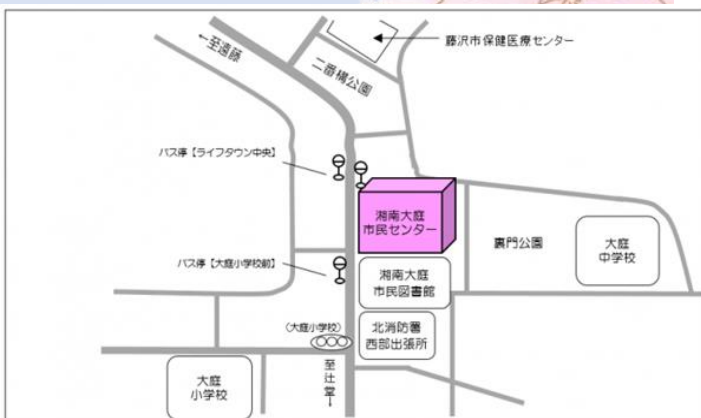 藤沢市保健医療センター
←至遠藤
二番構公園
バス停【ライフタウン中央】
湘南大庭
市民センター
裏門公園
大庭
中学校
バス停【大庭小学校前】
湘南大庭
市民図書館
(大庭小学校)
北消防署
西部出張所
至辻堂→
大庭
小学校